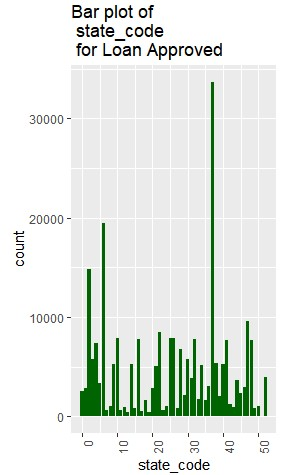 Bar plot of
state_code
for Loan Approved
count
30000
20000
10000
0
0
10
20
30
40
50
state_code